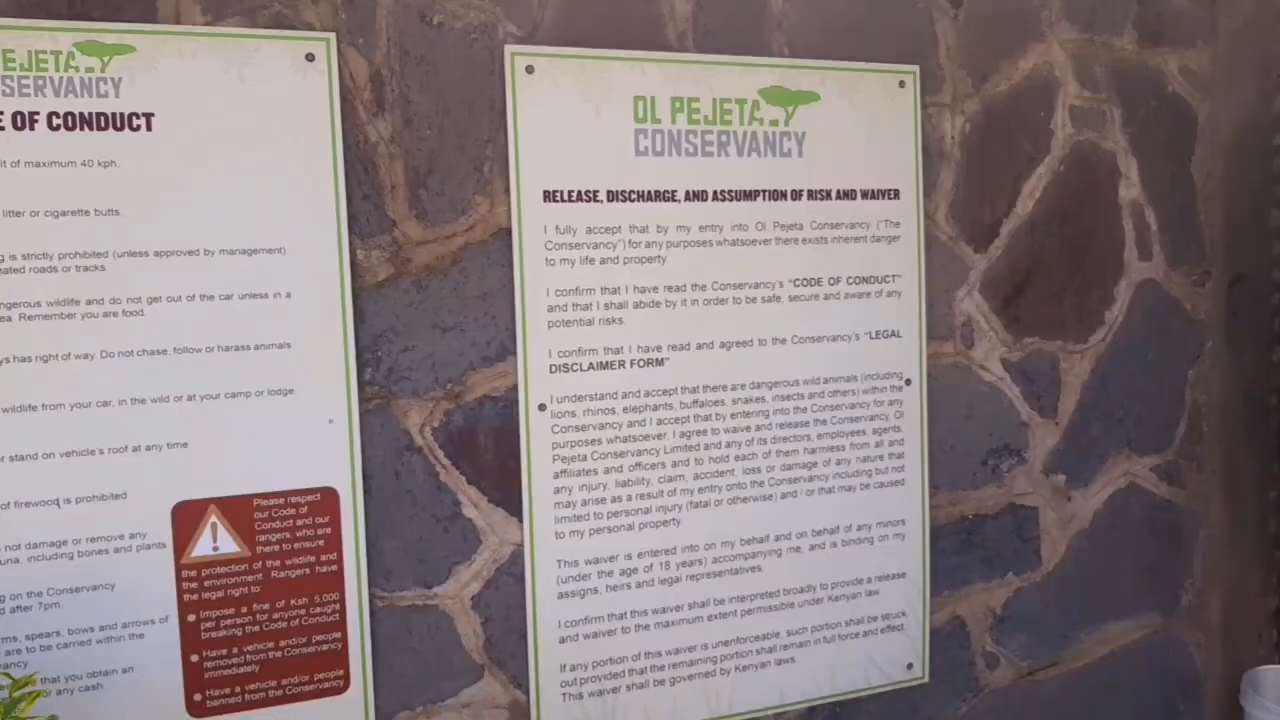 EJETA
SERVANCY
E OF CONDUCT
it of maximum 40 kph.
litter or cigarette butts.
g is strictly prohibited (unless approved by management)
ated roads or tracks
ngerous wildlife and do not get out of the car unless in a
ea. Remember you are food.
ys has right of way. Do not chase, follow or harass animals
wildlife from your car, in the wild or at your camp or lodge.
r stand on vehicle's roof at any time
of firewood is prohibited
not damage or remove any
una, including bones and plants
g on the Conservancy
d after 7pm.
ms, spears, bows and arrows of
are to be carried within the
vancy
that you obtain an
or any cash
Please respect
our Code of
Conduct and our
rangers, who are
there to ensure
the protection of the wildlife and
the environment. Rangers have
the legal right to:
Impose a fine of Ksh 5,000
per person for anyone caught
breaking the Code of Conduct
Have a vehicle and/or people
removed from the Conservancy
immediately
Have a vehicle and/or people
banned from the Conservancy
OL PEJETA
CONSERVANCY
RELEASE, DISCHARGE, AND ASSUMPTION OF RISK AND WAIVER
I fully accept that by my entry into Ol Pejeta Conservancy ("The
Conservancy") for any purposes whatsoever there exists inherent danger
to my life and property.
I confirm that I have read the Conservancy's "CODE OF CONDUCT"
and that I shall abide by it in order to be safe, secure and aware of any
potential risks.
I confirm that I have read and agreed to the Conservancy's "LEGAL
DISCLAIMER FORM"
I understand and accept that there are dangerous wild animals (including
lions, rhinos, elephants, buffaloes, snakes, insects and others) within the
Conservancy and I accept that by entering into the Conservancy for any
purposes whatsoever, I agree to waive and release the Conservancy, Ol
Pejeta Conservancy Limited and any of its directors, employees, agents,
affiliates and officers and to hold each of them harmless from all and
any injury, liability, claim, accident, loss or damage of any nature that
may arise as a result of my entry onto the Conservancy including but not
limited to personal injury (fatal or otherwise) and / or that may be caused
to my personal property.
This waiver is entered into on my behalf and on behalf of any minors
(under the age of 18 years) accompanying me, and is binding on my
assigns, heirs and legal representatives.
I confirm that this waiver shall be interpreted broadly to provide a release
and waiver to the maximum extent permissible under Kenyan law
If any portion of this waiver is unenforceable, such portion shall be struck
out provided that the remaining portion shall remain in full force and effect.
This waiver shall be governed by Kenyan laws.